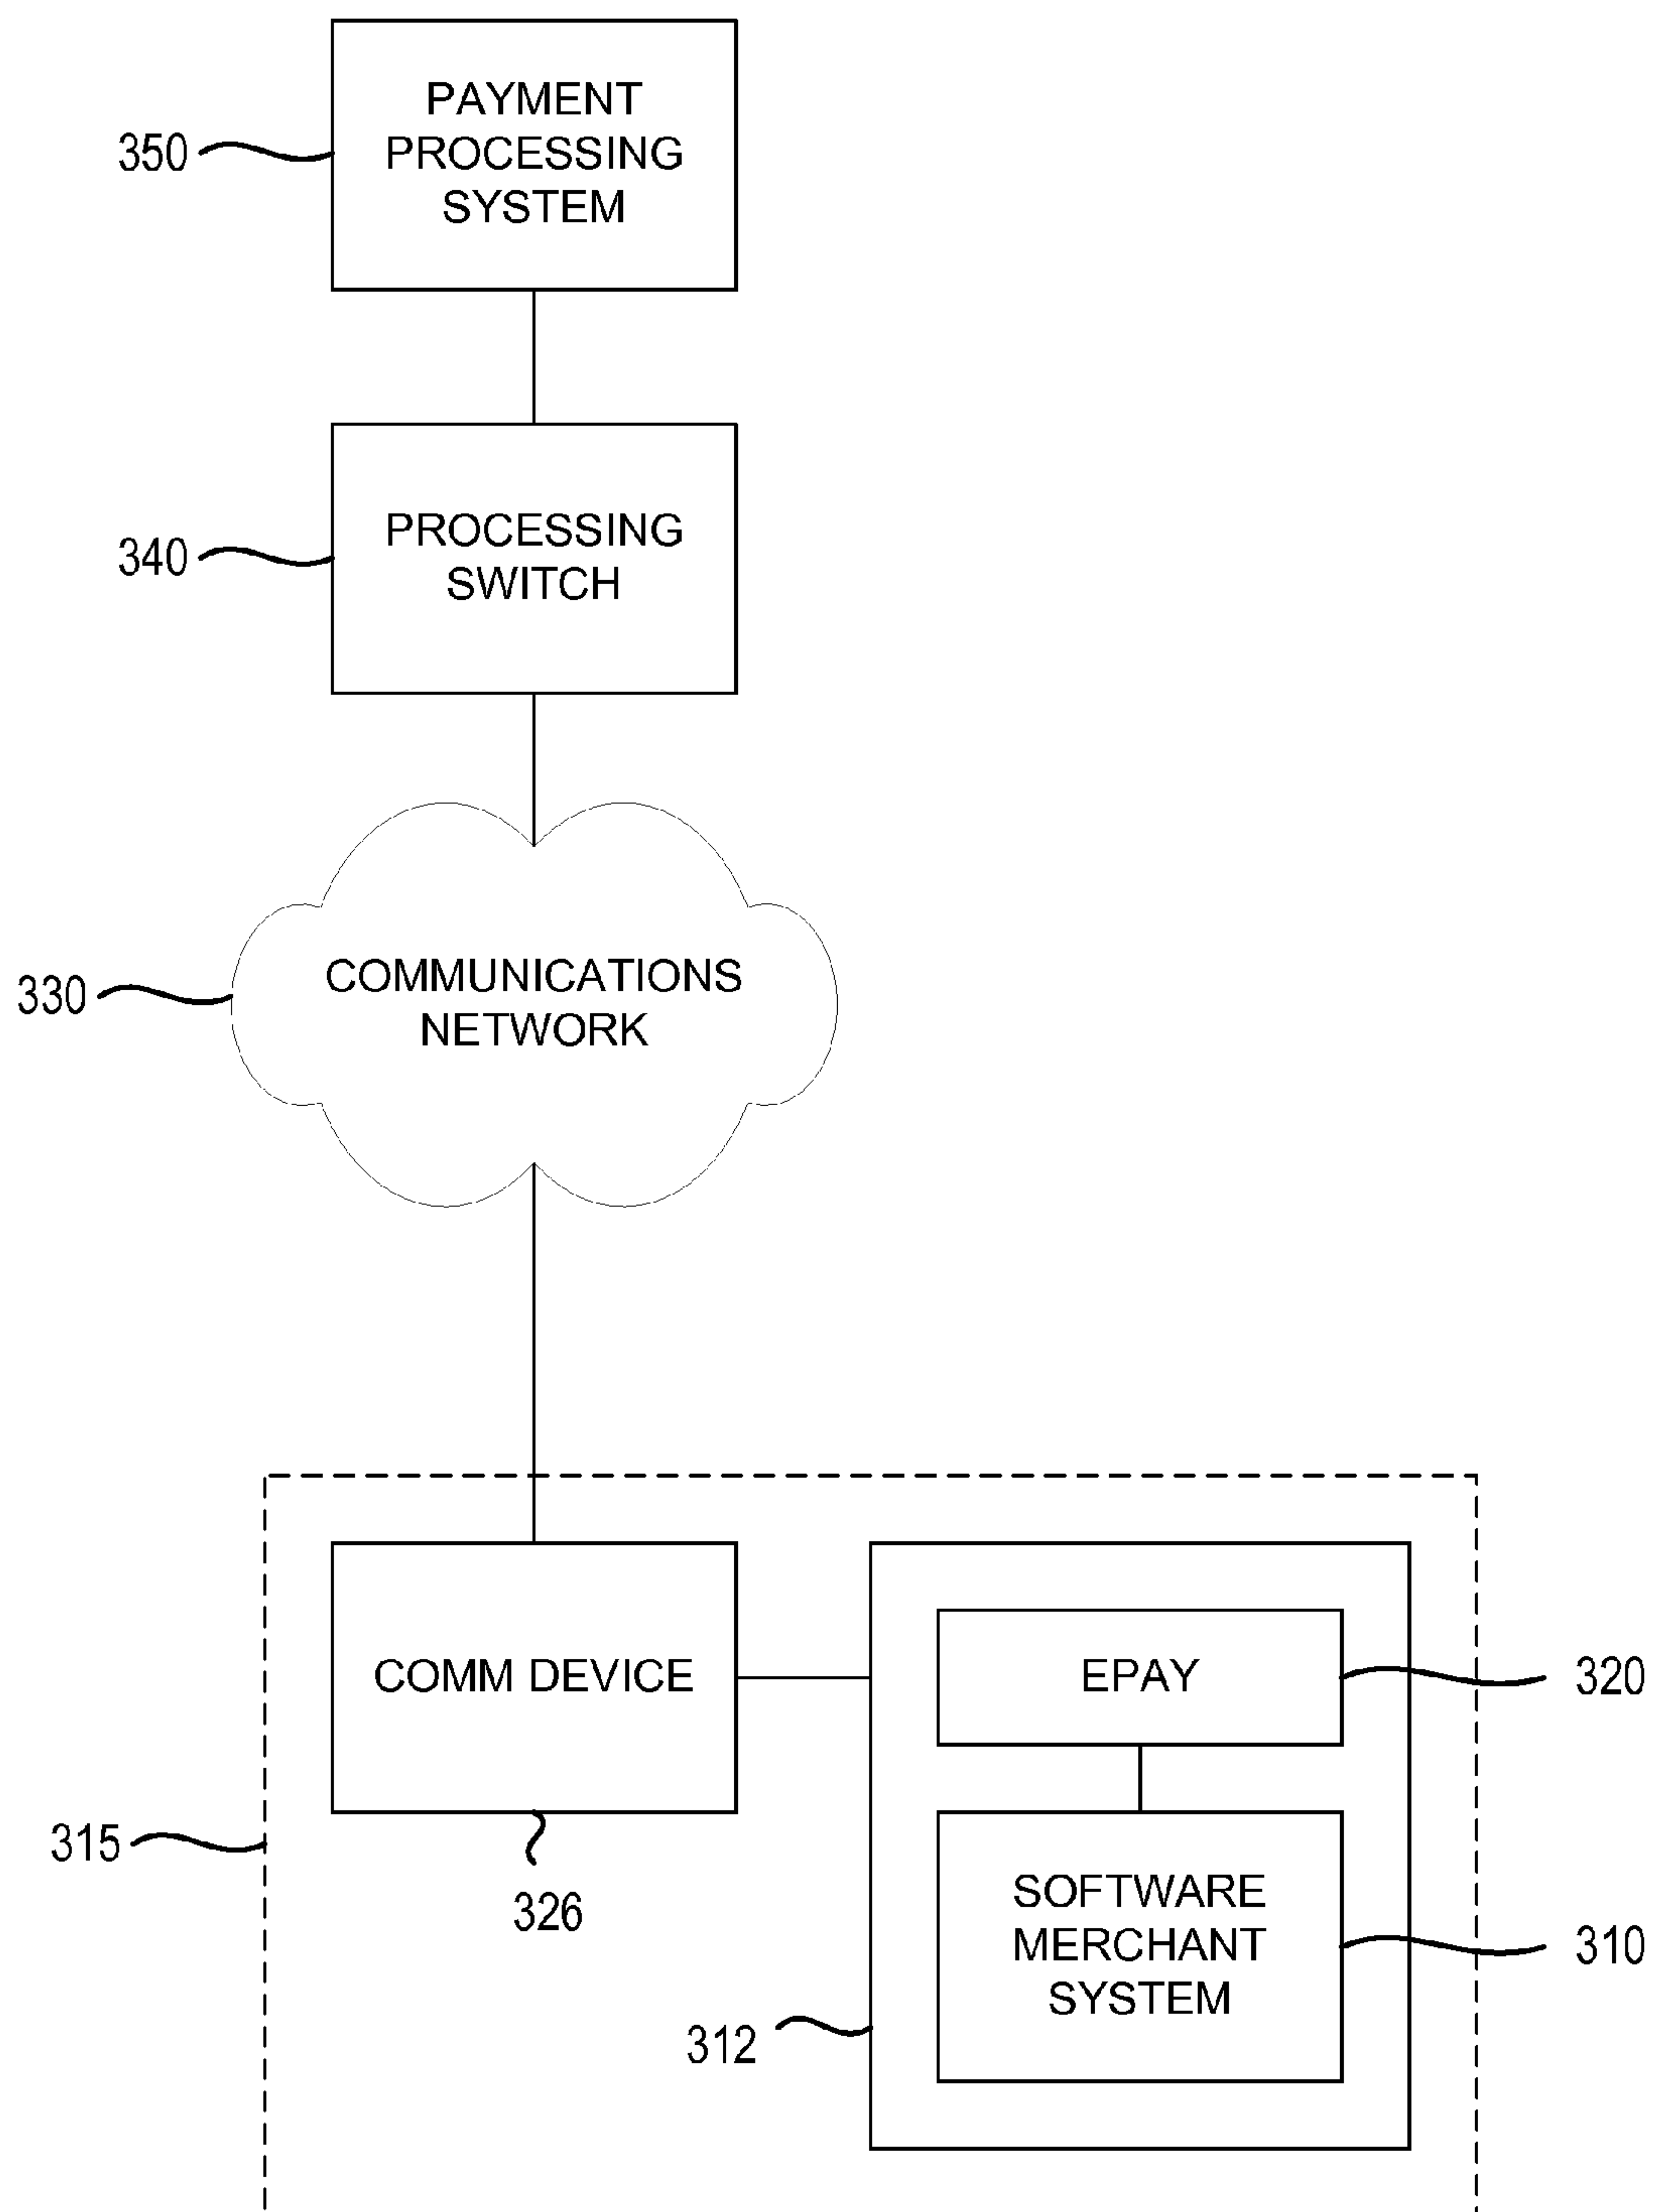 PAYMENT
PROCESSING
SYSTEM
350
PROCESSING
SWITCH
340
COMMUNICATIONS
NETWORK
330
COMM DEVICE
EPAY
320
315
326
SOFTWARE
MERCHANT
SYSTEM
310
312